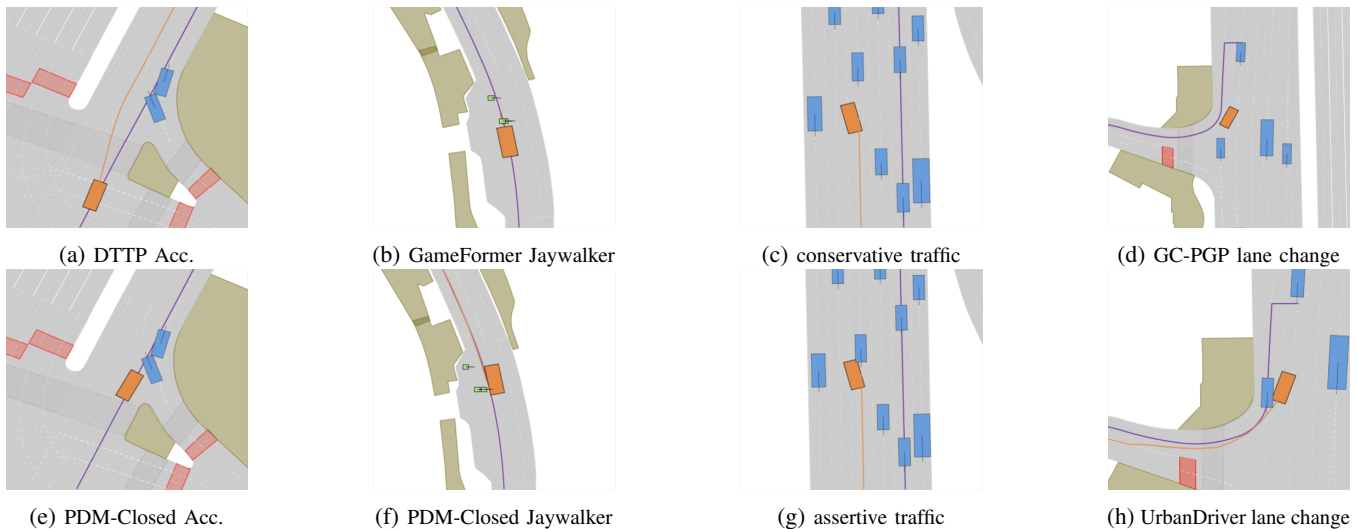 (a) DTTP Acc.
(b) GameFormer Jaywalker
(c) conservative traffic
(d) GC-PGP lane change
(e) PDM-Closed Acc.
(f) PDM-Closed Jaywalker
(g) assertive traffic
(h) UrbanDriver lane change